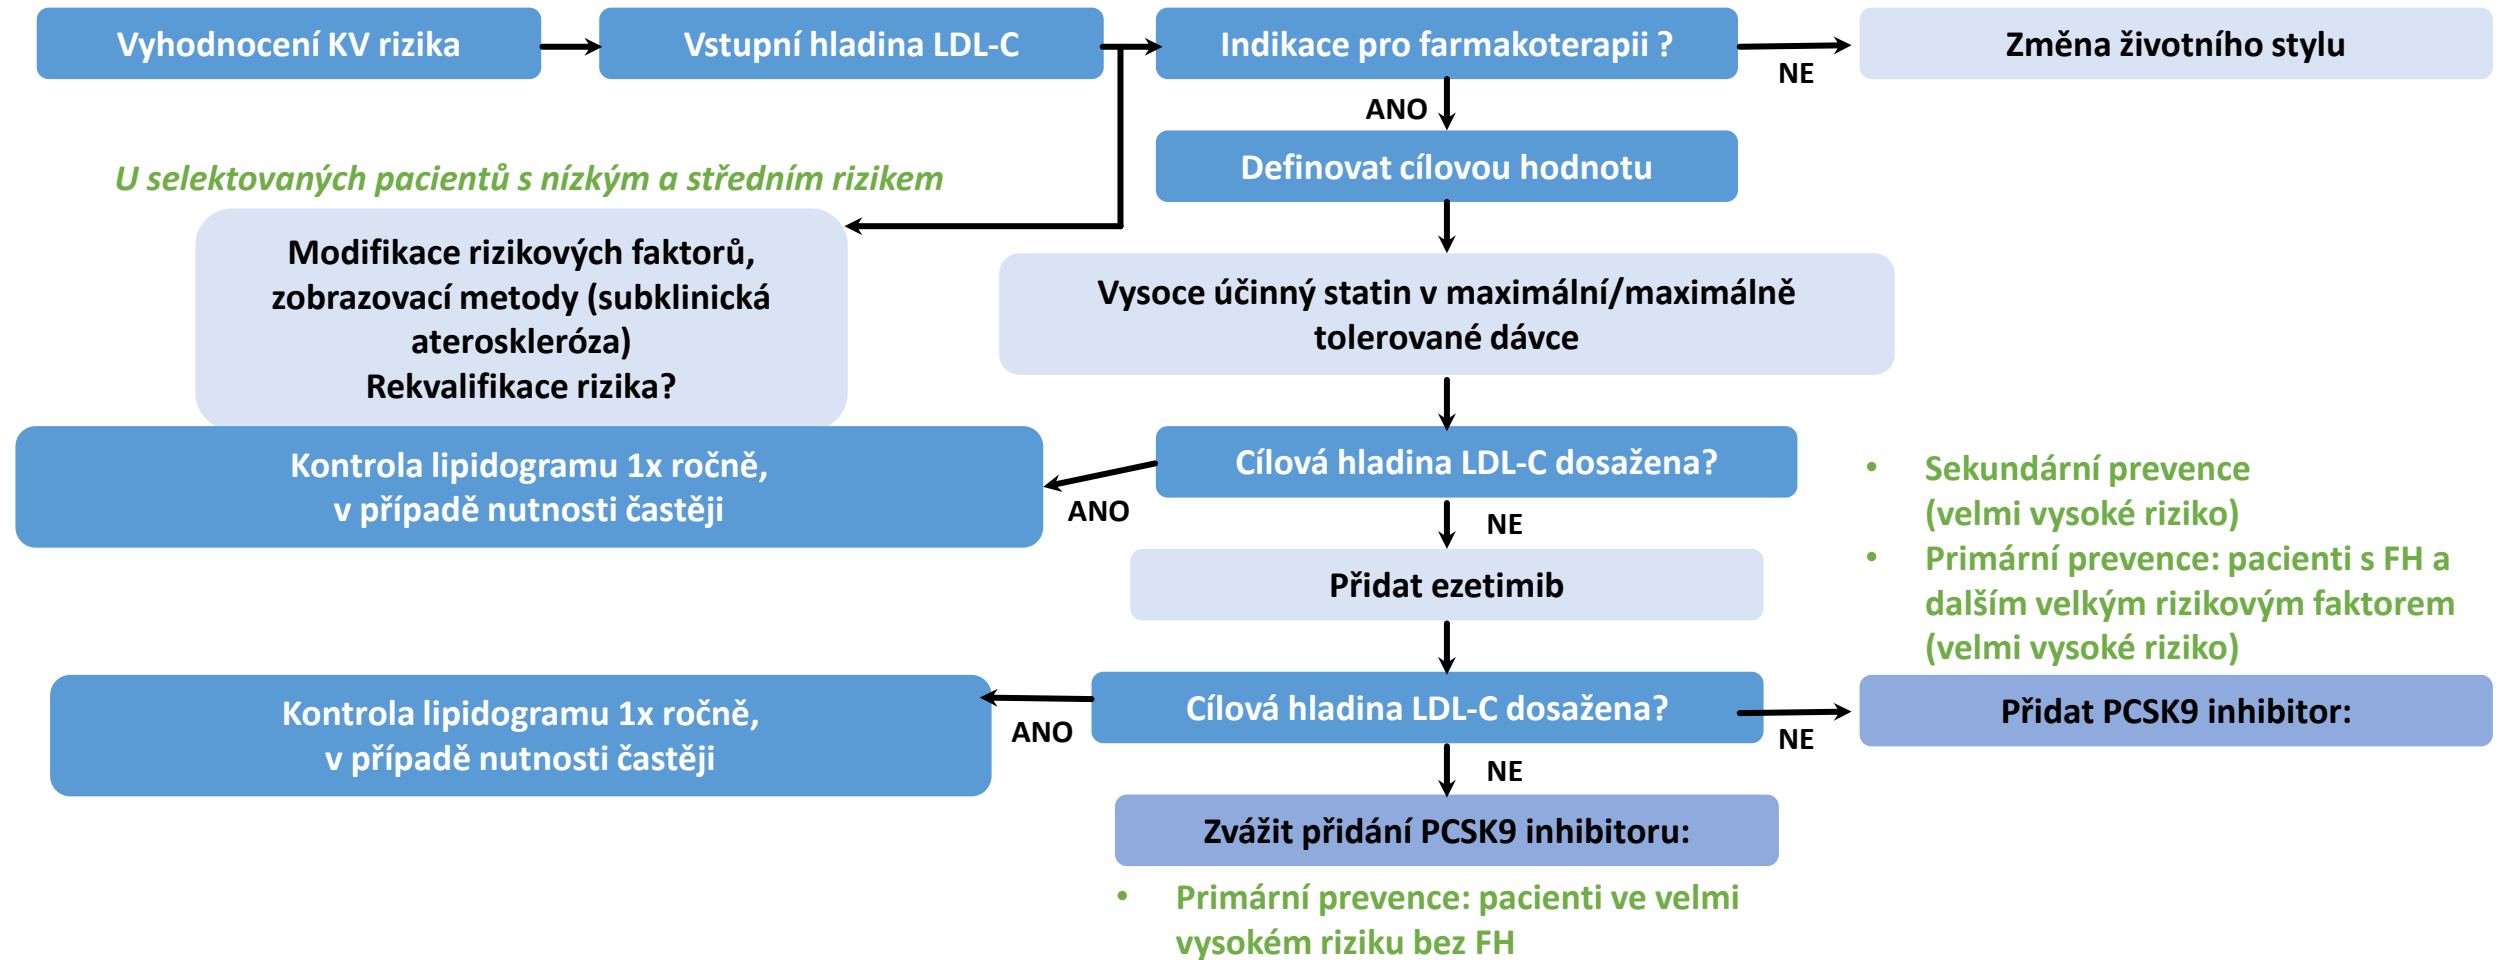 Vyhodnocení KV rizika
Vstupní hladina LDL-C
Indikace pro farmakoterapii ?
NE
Změna životního stylu
ANO
Definovat cílovou hodnotu
U selektovaných pacientů s nízkým a středním rizikem
Modifikace rizikových faktorů,
zobrazovací metody (subklinická
ateroskleróza)
Rekvalifikace rizika?
Vysoce účinný statin v maximální/maximálně
tolerované dávce
Cílová hladina LDL-C dosažena?
ANO
Kontrola lipidogramu 1x ročně,
v případě nutnosti častěji
NE
Přidat ezetimib
• Sekundární prevence
(velmi vysoké riziko)
• Primární prevence: pacienti s FH a
dalším velkým rizikovým faktorem
(velmi vysoké riziko)
Cílová hladina LDL-C dosažena?
ANO
Kontrola lipidogramu 1x ročně,
v případě nutnosti častěji
NE
Přidat PCSK9 inhibitor:
NE
Zvážit přidání PCSK9 inhibitoru:
• Primární prevence: pacienti ve velmi
vysokém riziku bez FH